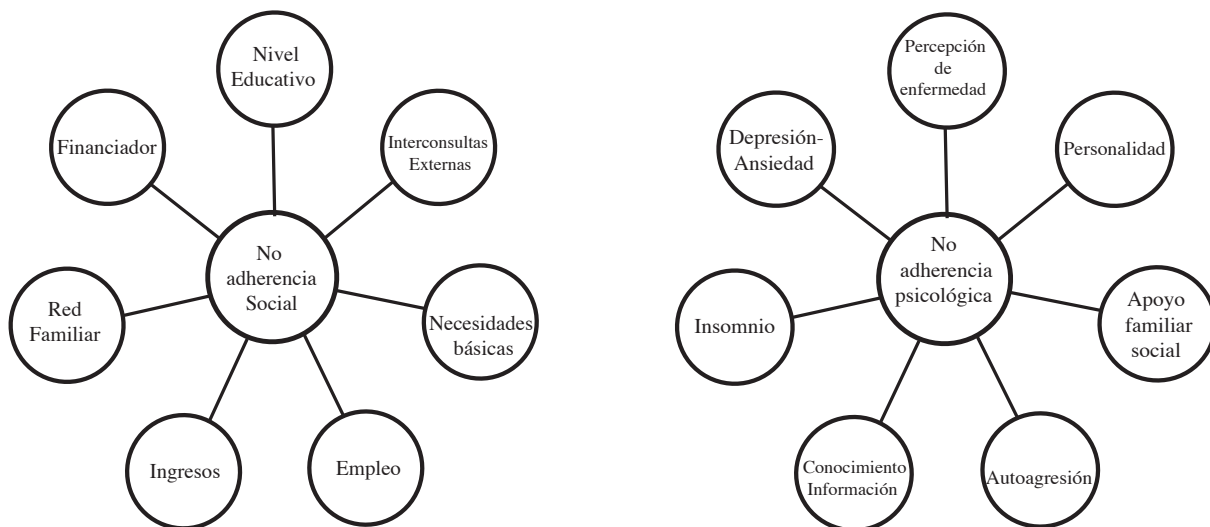 Nivel
Educativo
Financiador
Interconsultas
Externas
No
adherencia
Social
Red
Familiar
Necesidades
básicas
Ingresos
Empleo
Percepción
de
enfermedad
Depresión-
Ansiedad
Personalidad
No
adherencia
psicológica
Insomnio
Apoyo
familiar
social
Conocimiento
Información
Autoagresión